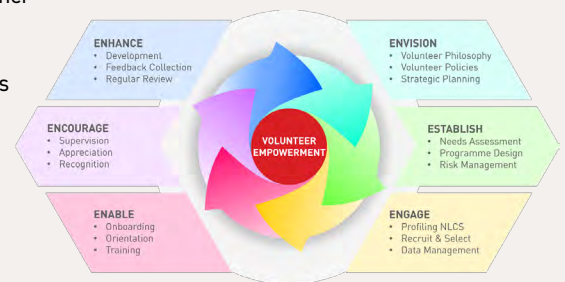 ENHANCE
• Development
• Feedback Collection
• Regular Review
ENVISION
• Volunteer Philosophy
• Volunteer Policies
• Strategic Planning
ENCOURAGE
• Supervision
• Appreciation
• Recognition
VOLUNTEER
EMPOWERMENT
ESTABLISH
• Needs Assessment
• Programme Design
• Risk Management
ENABLE
• Onboarding
• Orientation
• Training
ENGAGE
• Profiling NLCS
• Recruit & Select
• Data Management